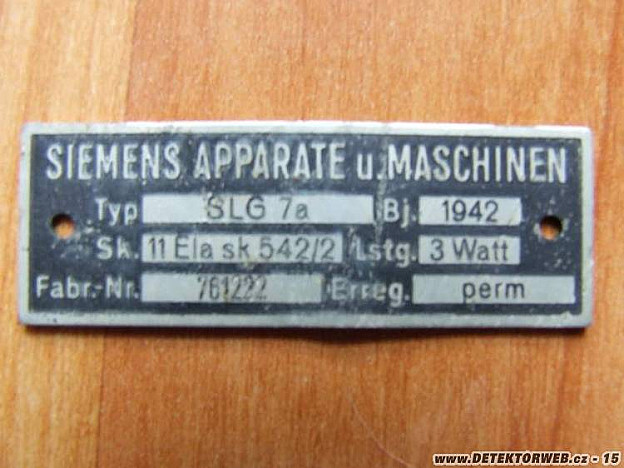 SIEMENS APPARATE u. MASCHINEN
Typ SLG 7a Bj. 1942
Sk. 11 Ela sk 542/2 Lstg. 3 Watt
Fabr.-Nr. 761222 Erreg. perm
www.DETEKTORWEB.cz - 15